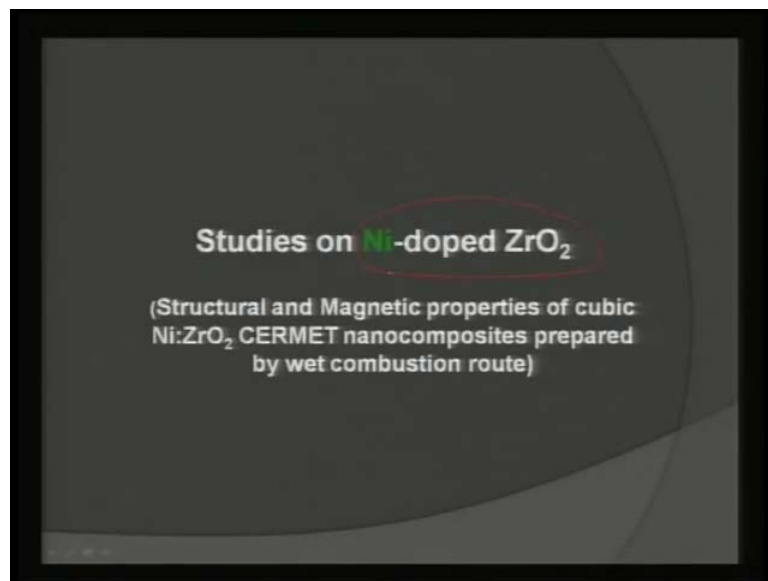 Studies on Ni-doped ZrO₂
(Structural and Magnetic properties of cubic
Ni:ZrO₂ CERMET nanocomposites prepared
by wet combustion route)